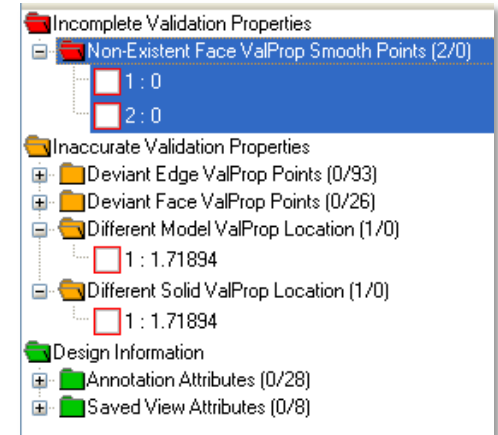 Incomplete Validation Properties
Non-Existent Face ValProp Smooth Points (2/0)
1 : 0
2 : 0
Inaccurate Validation Properties
Deviant Edge ValProp Points (0/93)
Deviant Face ValProp Points (0/26)
Different Model ValProp Location (1/0)
1 : 1.71894
Different Solid ValProp Location (1/0)
1 : 1.71894
Design Information
Annotation Attributes (0/28)
Saved View Attributes (0/8)